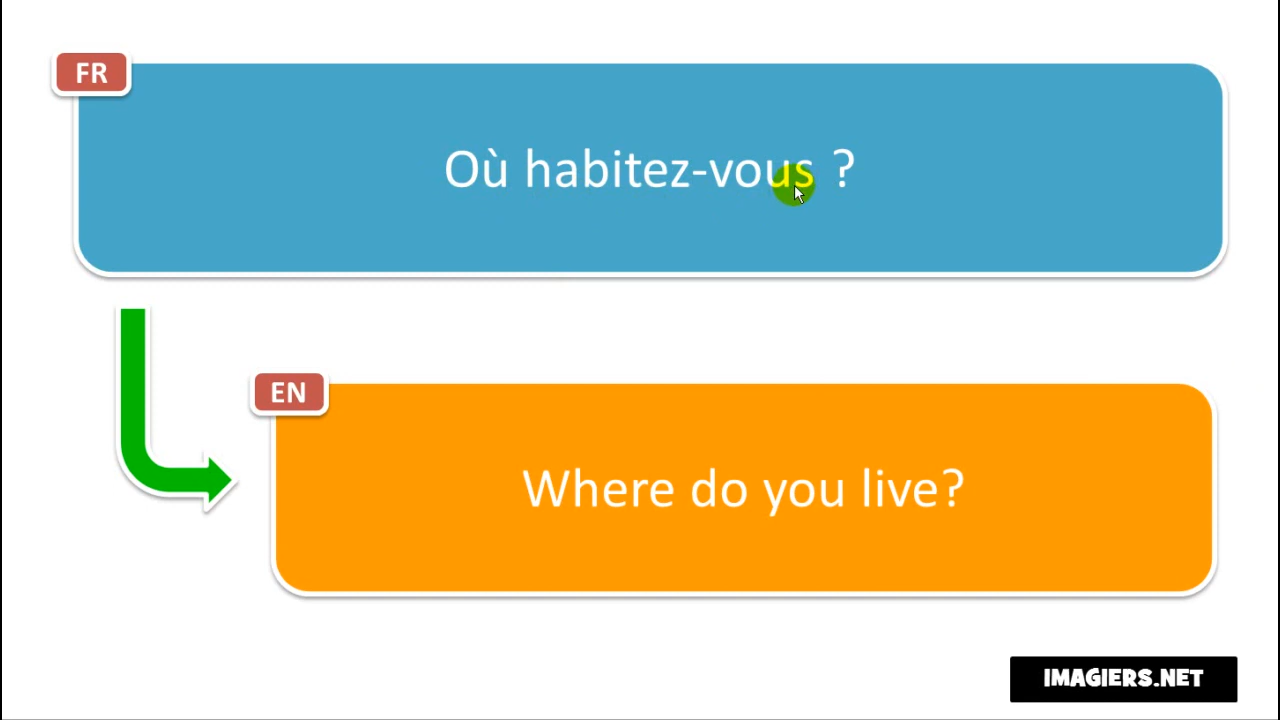 FR
Où habitez-vous ?
EN
Where do you live?
IMAGIERS.NET